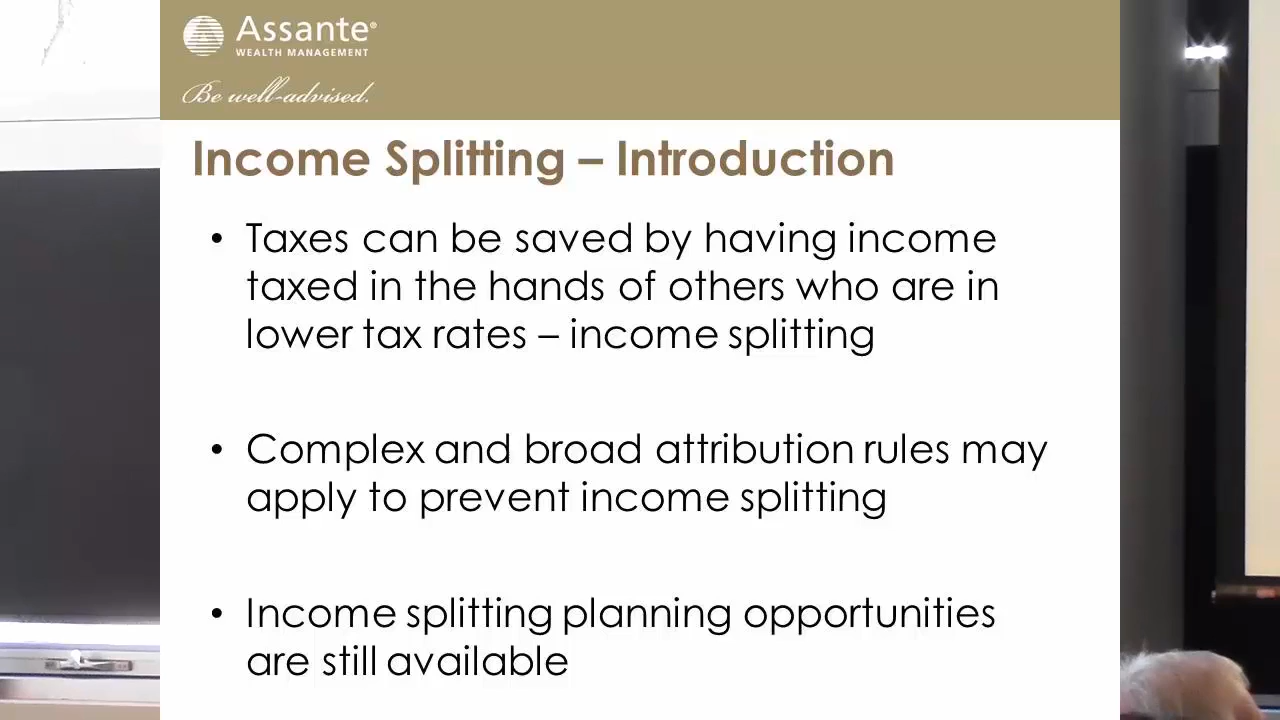 Assante®
WEALTH MANAGEMENT
Be well-advised.
Income Splitting – Introduction
• Taxes can be saved by having income
taxed in the hands of others who are in
lower tax rates – income splitting
• Complex and broad attribution rules may
apply to prevent income splitting
• Income splitting planning opportunities
are still available